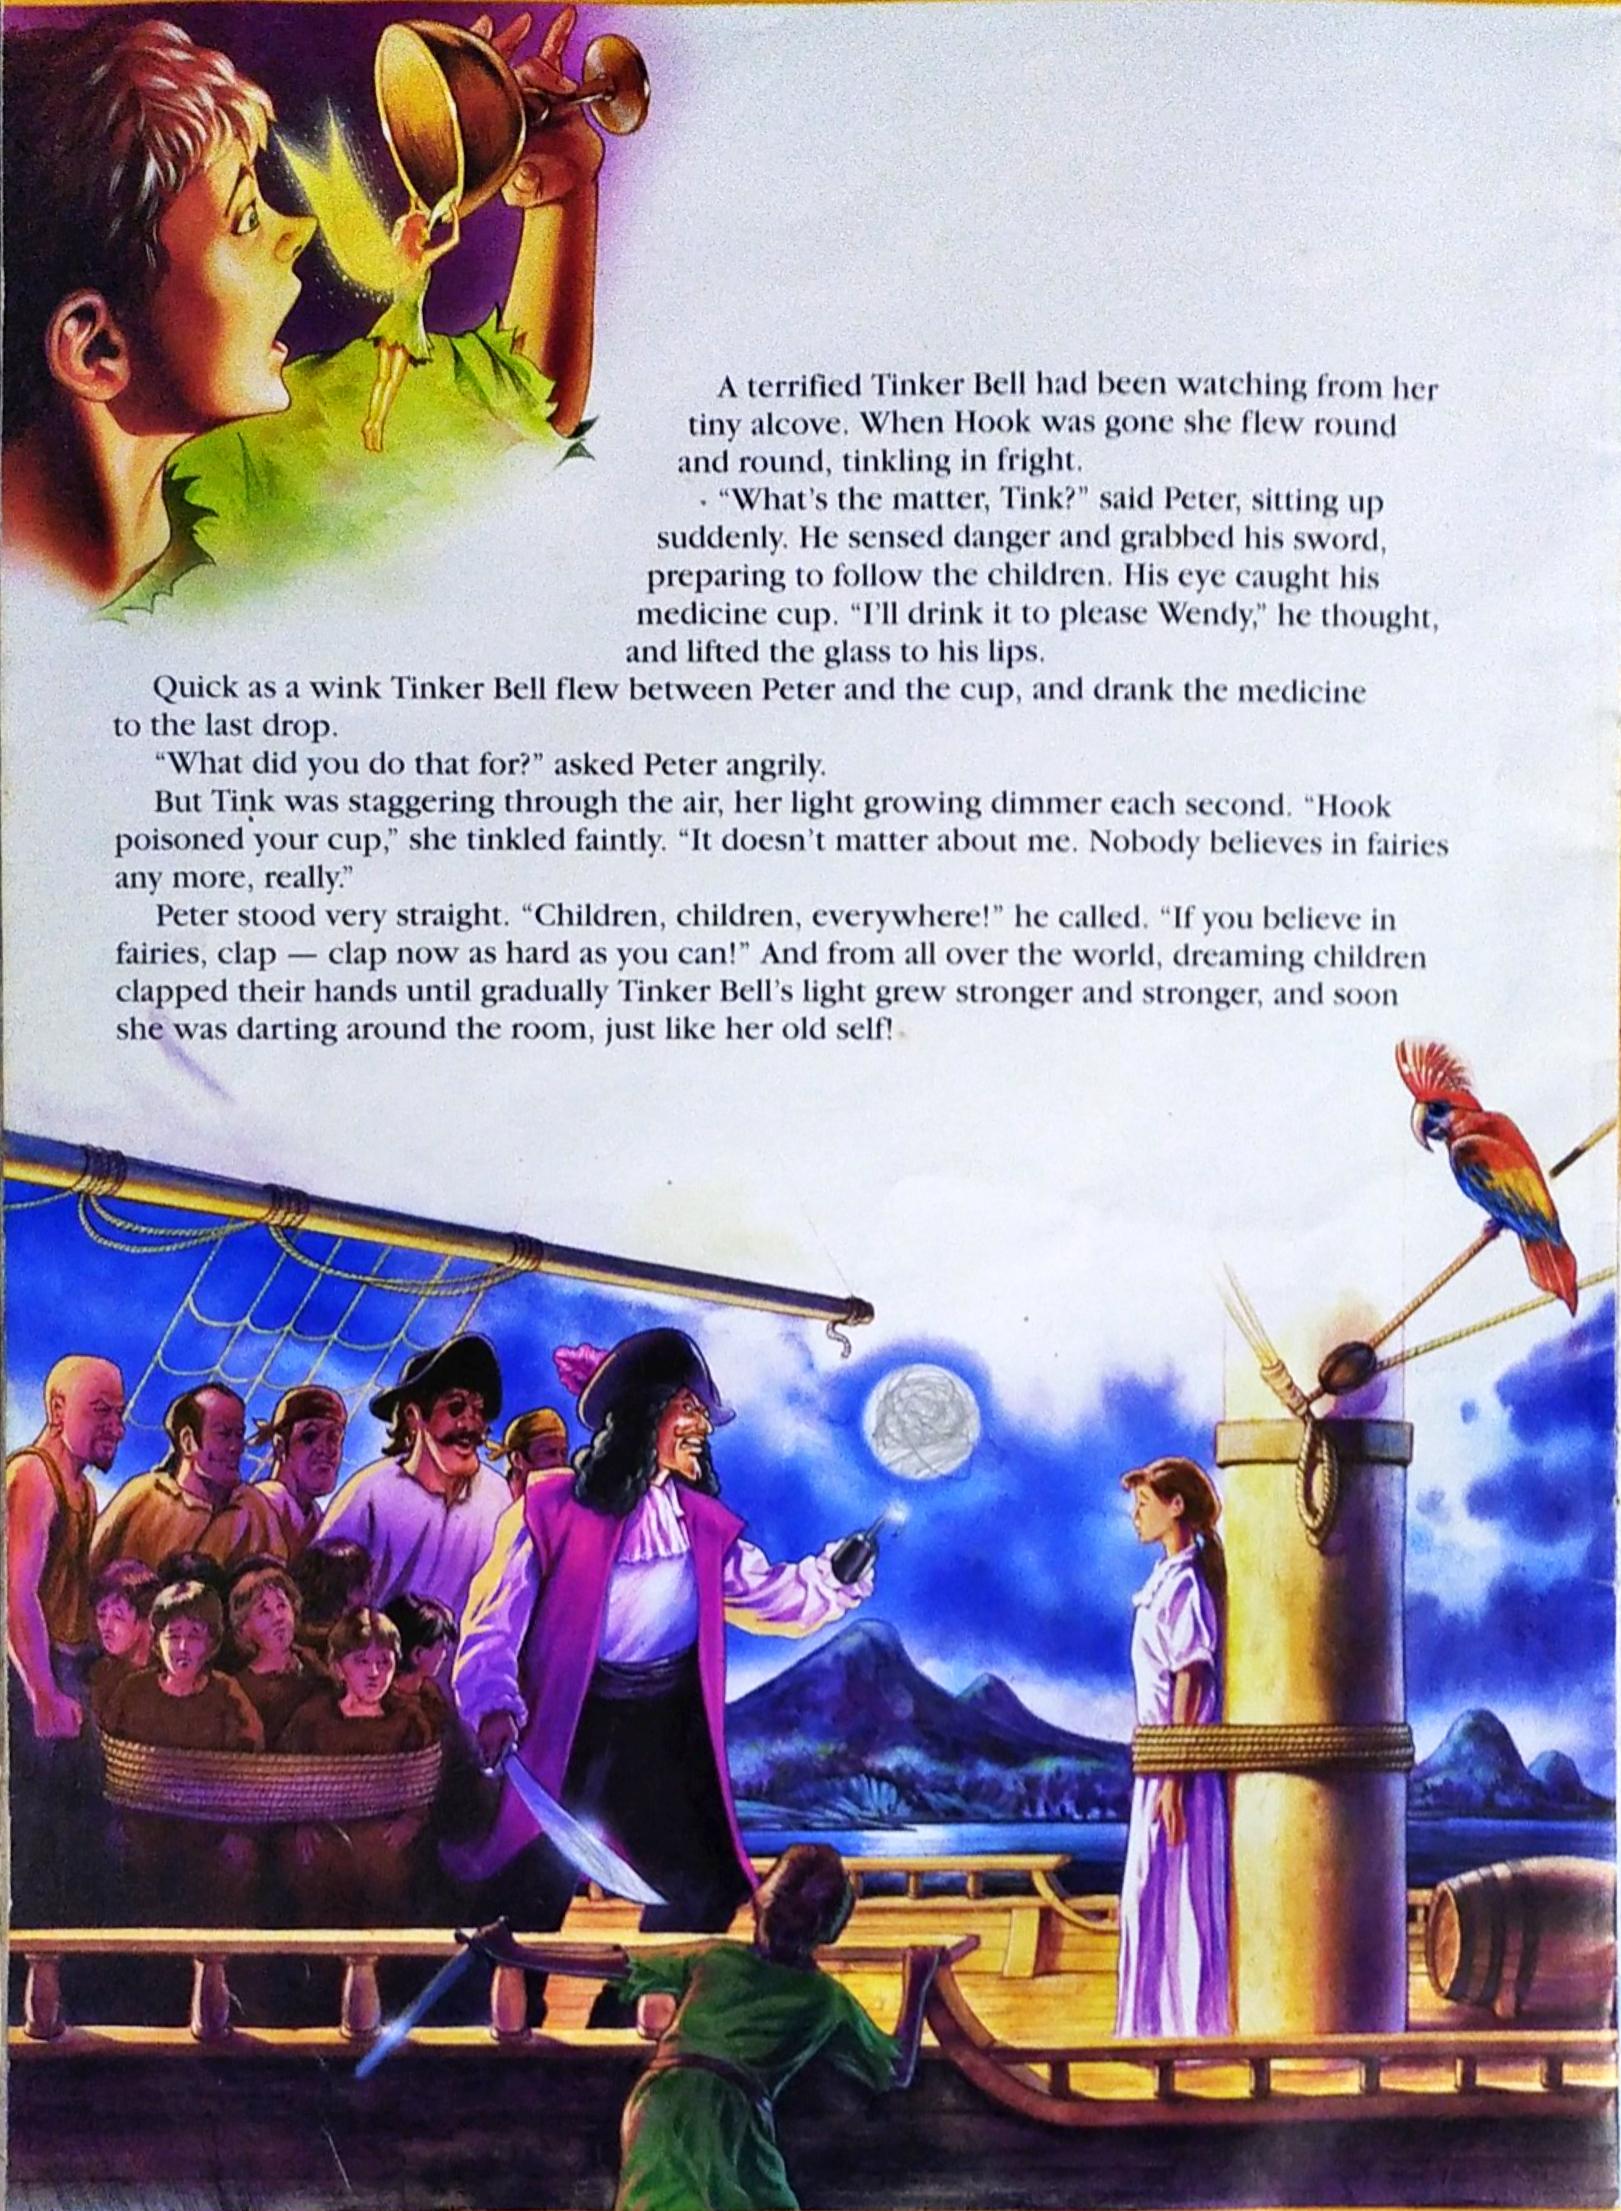 A terrified Tinker Bell had been watching from her
tiny alcove. When Hook was gone she flew round
and round, tinkling in fright.
“What's the matter, Tink?” said Peter, sitting up
suddenly. He sensed danger and grabbed his sword,
preparing to follow the children. His eye caught his
medicine cup. “I'll drink it to please Wendy,” he thought,
and lifted the glass to his lips.
Quick as a wink Tinker Bell flew between Peter and the cup, and drank the medicine
to the last drop.
“What did you do that for?” asked Peter angrily.
But Tink was staggering through the air, her light growing dimmer each second. “Hook
poisoned your cup,” she tinkled faintly. “It doesn't matter about me. Nobody believes in fairies
any more, really.”
Peter stood very straight. “Children, children, everywhere!” he called. “If you believe in
fairies, clap — clap now as hard as you can!” And from all over the world, dreaming children
clapped their hands until gradually Tinker Bell's light grew stronger and stronger, and soon
she was darting around the room, just like her old self!